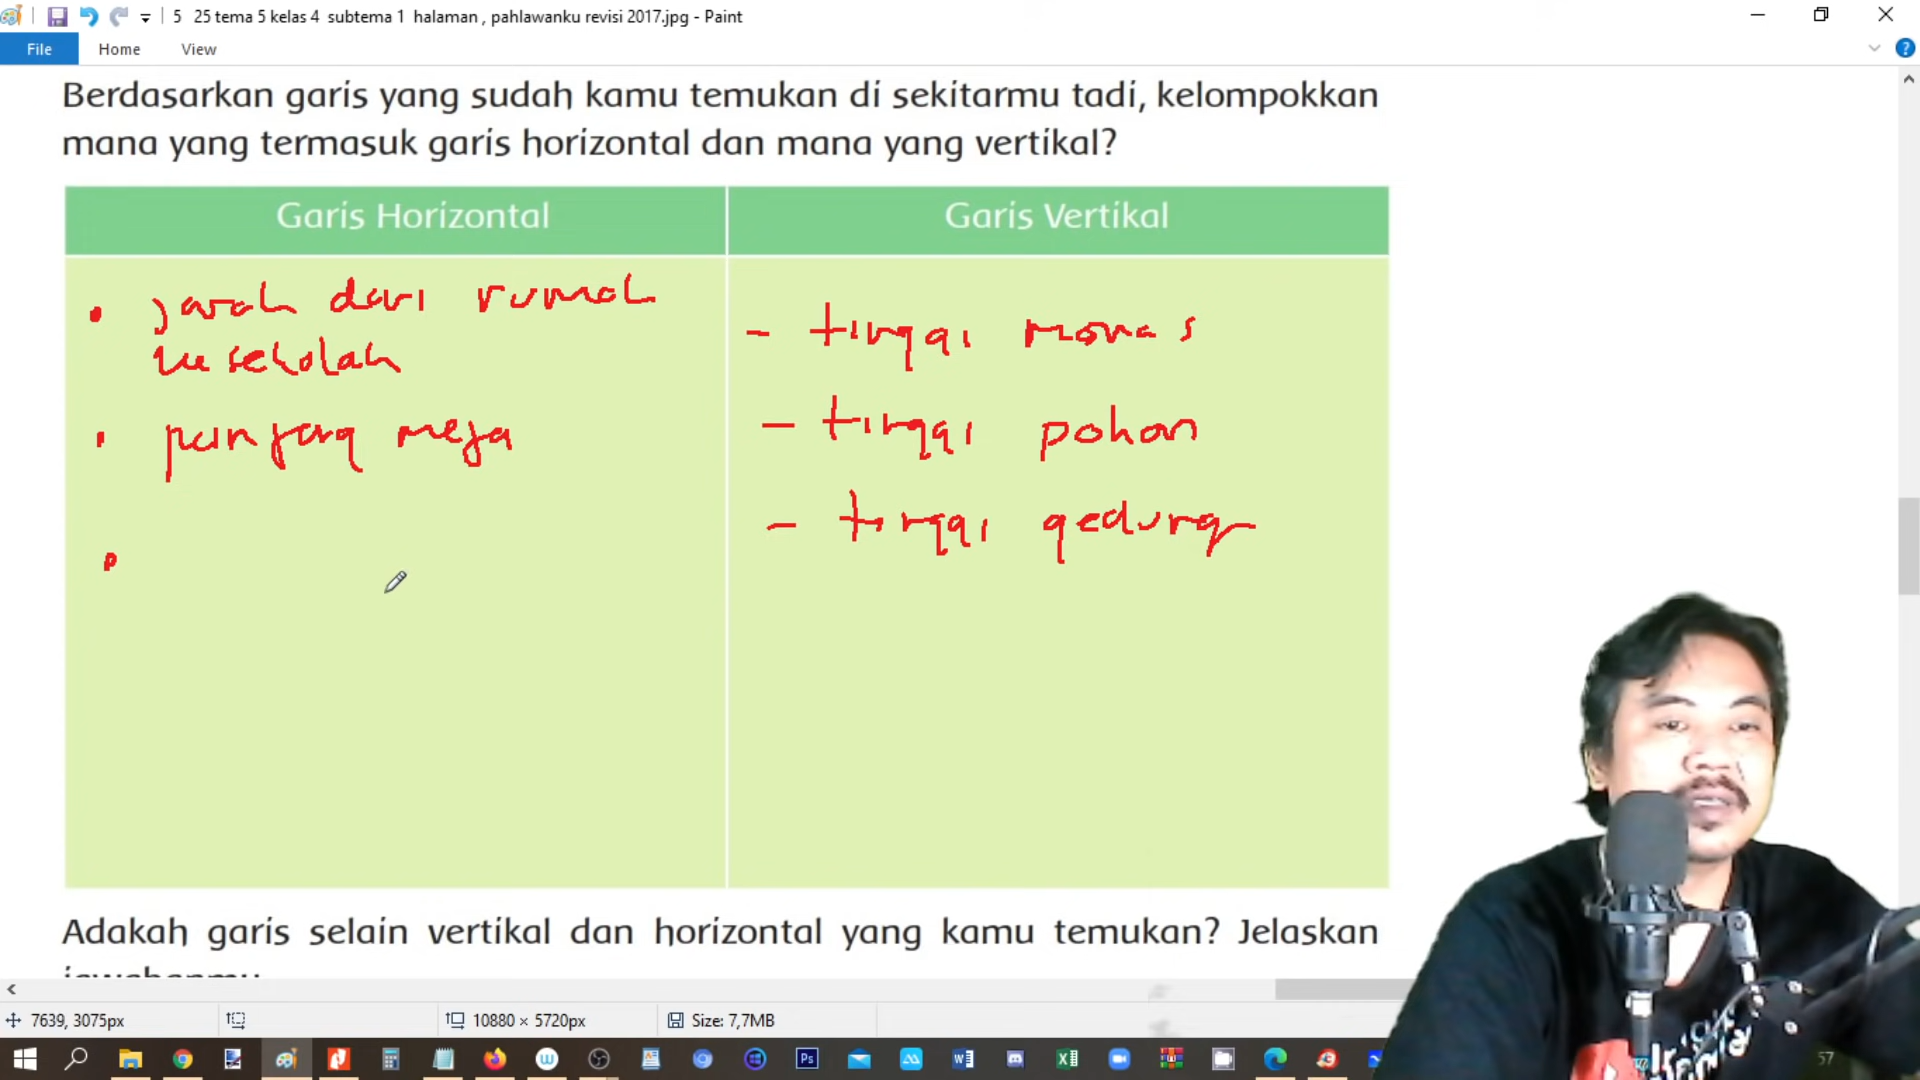 5 25 tema 5 kelas 4 subtema 1 halaman , pahlawanku revisi 2017.jpg - Paint
File Home View
Berdasarkan garis yang sudah kamu temukan di sekitarmu tadi, kelompokkan
mana yang termasuk garis horizontal dan mana yang vertikal?
Garis Horizontal Garis Vertikal
• jarak dari rumah
ke sekolah
• panjang meja
•
- tinggi monas
- tinggi pohon
- tinggi gedung
Adakah garis selain vertikal dan horizontal yang kamu temukan? Jelaskan
jawabanmu
7639, 3075px 10880 × 5720px Size: 7,7MB
57